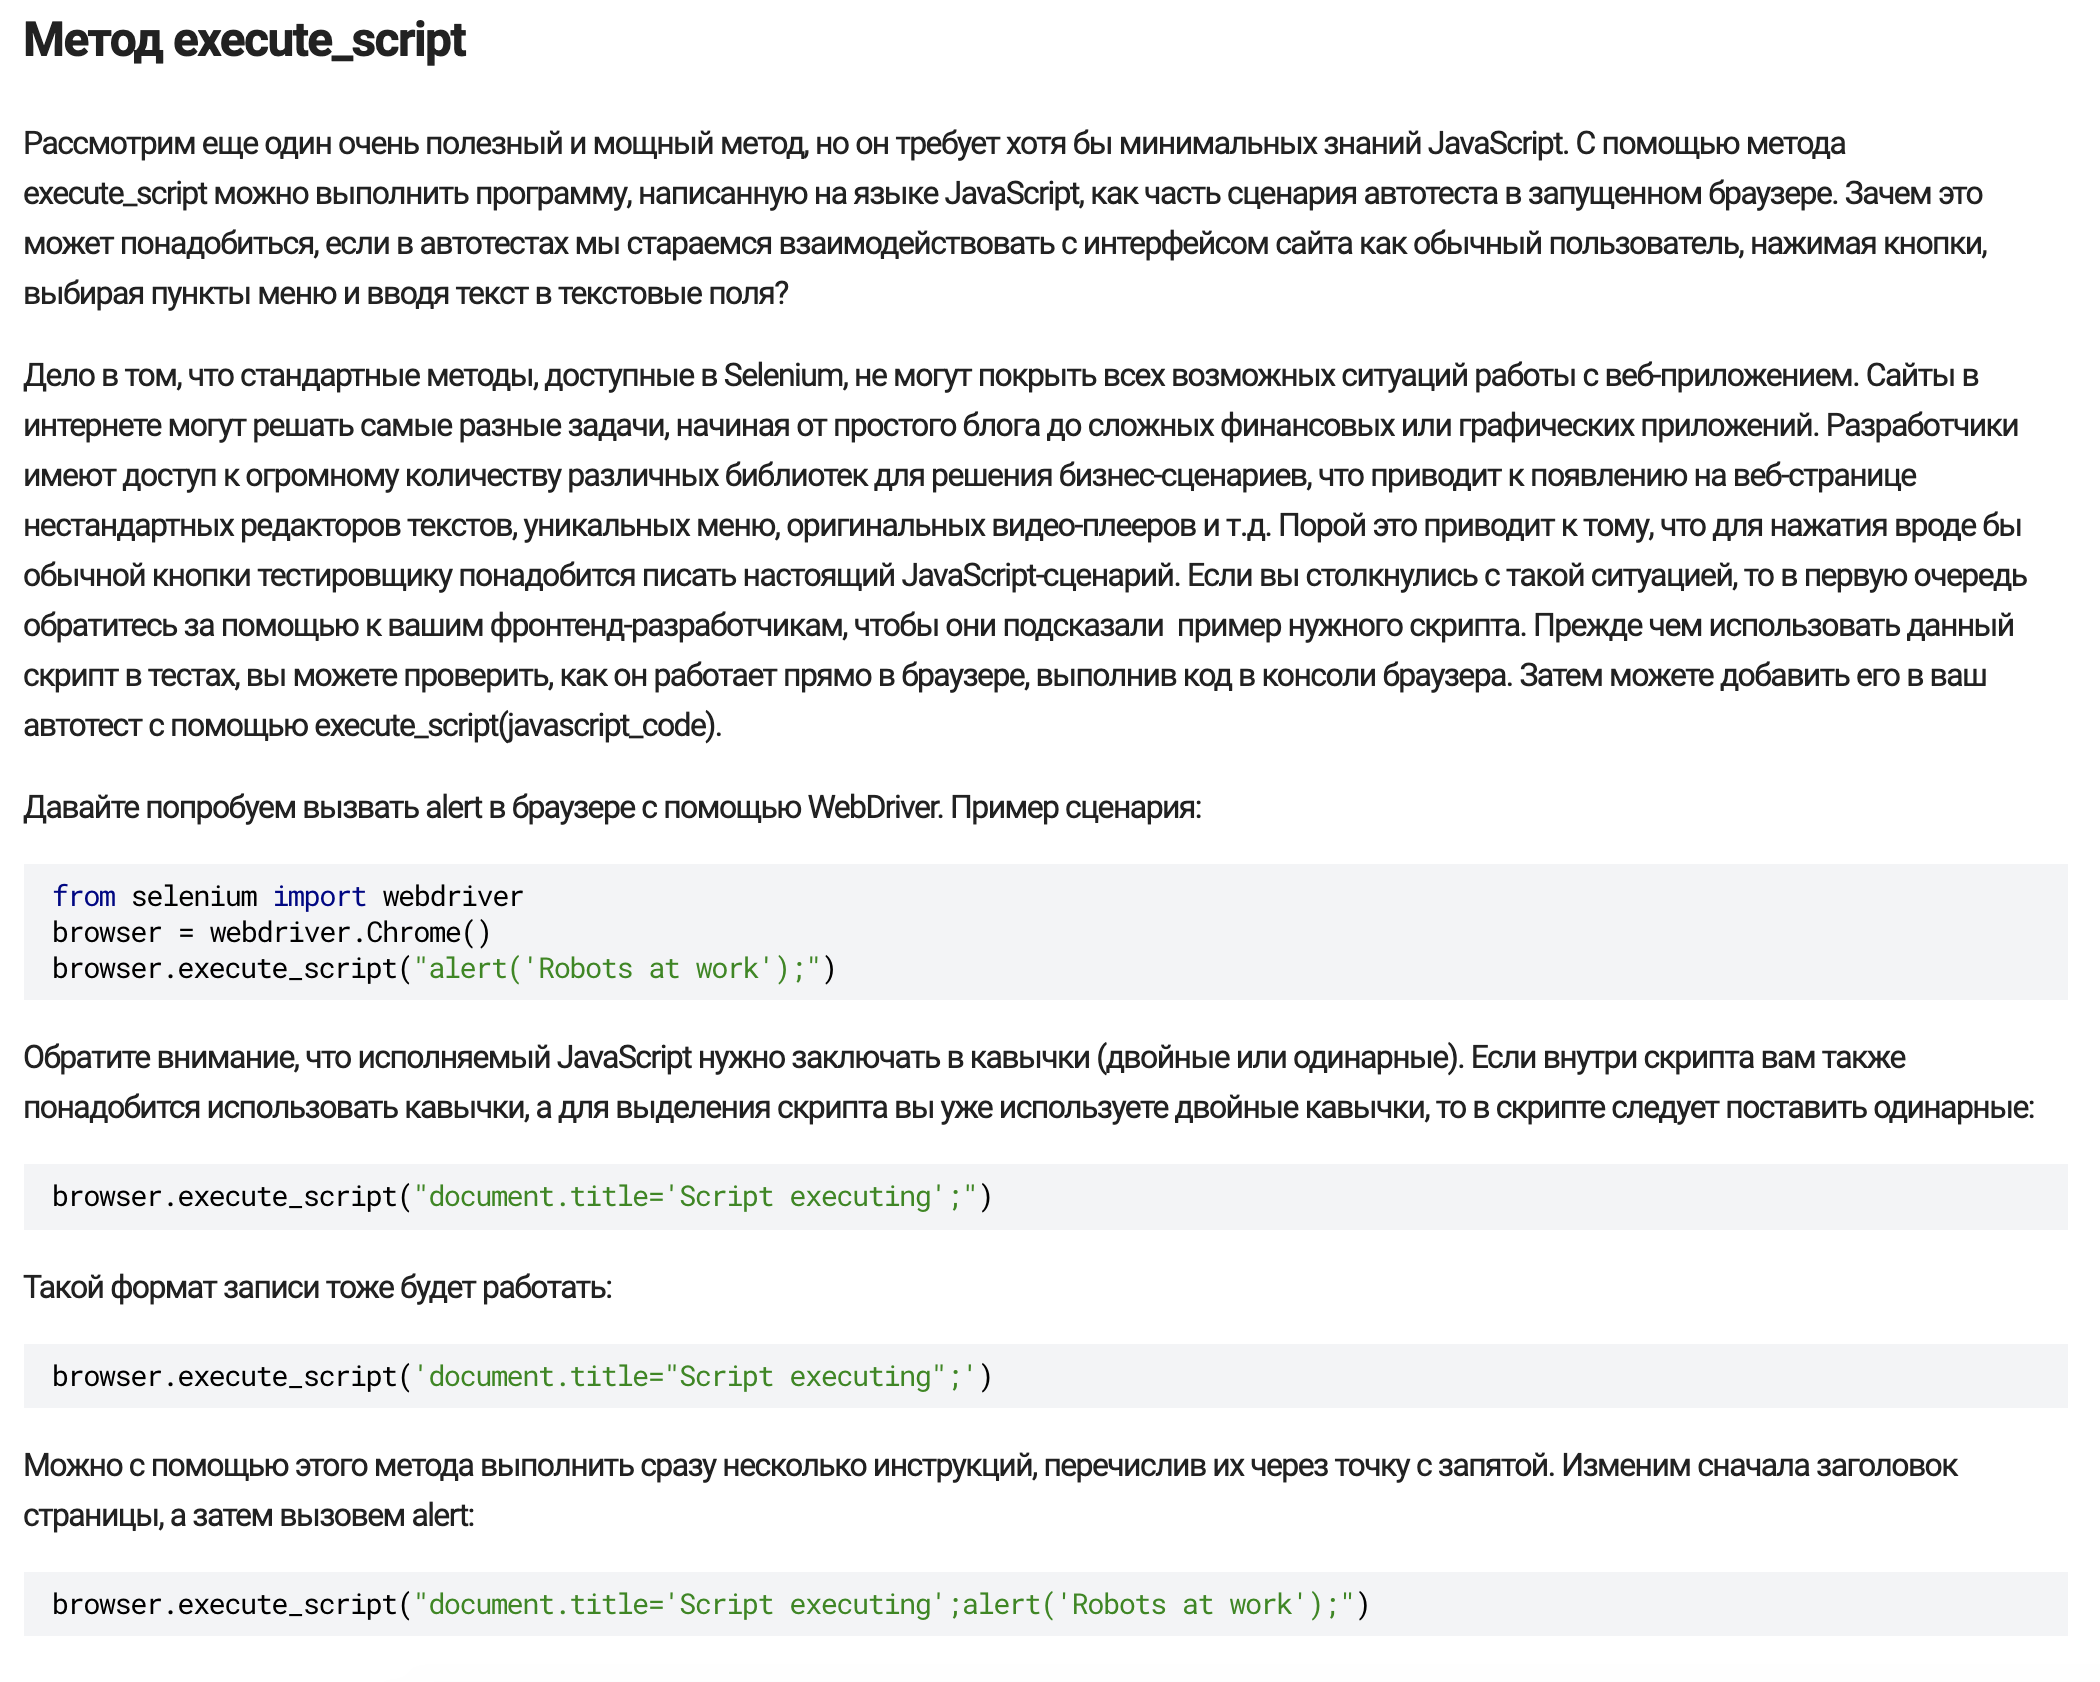 Метод execute_script
Рассмотрим еще один очень полезный и мощный метод, но он требует хотя бы минимальных знаний JavaScript. С помощью метода
execute_script можно выполнить программу, написанную на языке JavaScript, как часть сценария автотеста в запущенном браузере. Зачем это
может понадобиться, если в автотестах мы стараемся взаимодействовать с интерфейсом сайта как обычный пользователь, нажимая кнопки,
выбирая пункты меню и вводя текст в текстовые поля?
Дело в том, что стандартные методы, доступные в Selenium, не могут покрыть всех возможных ситуаций работы с веб-приложением. Сайты в
интернете могут решать самые разные задачи, начиная от простого блога до сложных финансовых или графических приложений. Разработчики
имеют доступ к огромному количеству различных библиотек для решения бизнес-сценариев, что приводит к появлению на веб-странице
нестандартных редакторов текстов, уникальных меню, оригинальных видео-плееров и т.д. Порой это приводит к тому, что для нажатия вроде бы
обычной кнопки тестировщику понадобится писать настоящий JavaScript-сценарий. Если вы столкнулись с такой ситуацией, то в первую очередь
обратитесь за помощью к вашим фронтенд-разработчикам, чтобы они подсказали  пример нужного скрипта. Прежде чем использовать данный
скрипт в тестах, вы можете проверить, как он работает прямо в браузере, выполнив код в консоли браузера. Затем можете добавить его в ваш
автотест с помощью execute_script(javascript_code).
Давайте попробуем вызвать alert в браузере с помощью WebDriver. Пример сценария:
from selenium import webdriver
browser = webdriver.Chrome()
browser.execute_script("alert('Robots at work');")
Обратите внимание, что исполняемый JavaScript нужно заключать в кавычки (двойные или одинарные). Если внутри скрипта вам также
понадобится использовать кавычки, а для выделения скрипта вы уже используете двойные кавычки, то в скрипте следует поставить одинарные:
browser.execute_script("document.title='Script executing';")
Такой формат записи тоже будет работать:
browser.execute_script('document.title="Script executing";')
Можно с помощью этого метода выполнить сразу несколько инструкций, перечислив их через точку с запятой. Изменим сначала заголовок
страницы, а затем вызовем alert:
browser.execute_script("document.title='Script executing';alert('Robots at work');")